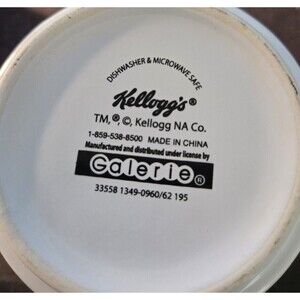 DISHWASHER & MICROWAVE SAFE
Kellogg's®
TM, ®, ©, Kellogg NA Co.
1-859-538-8500 MADE IN CHINA
Manufactured and distributed under license by
Galerie®
33558 1349-0960/62 195